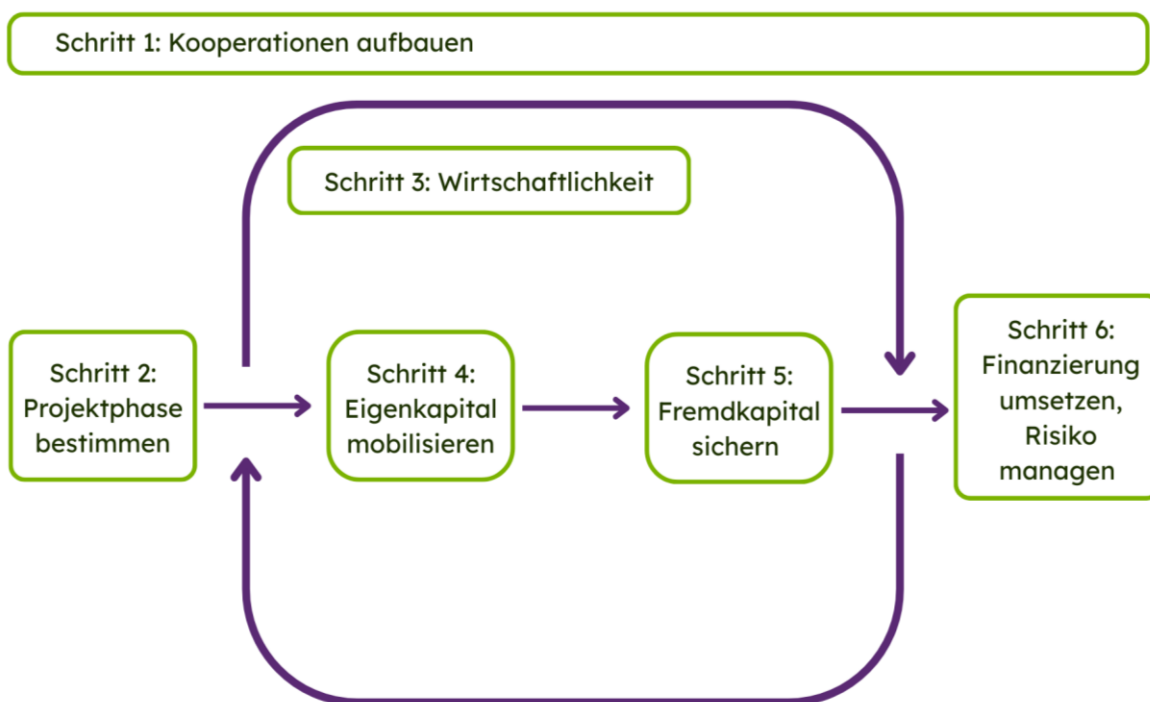 Schritt 1: Kooperationen aufbauen
Schritt 3: Wirtschaftlichkeit
Schritt 2:
Projektphase
bestimmen
Schritt 4:
Eigenkapital
mobilisieren
Schritt 5:
Fremdkapital
sichern
Schritt 6:
Finanzierung
umsetzen,
Risiko
managen